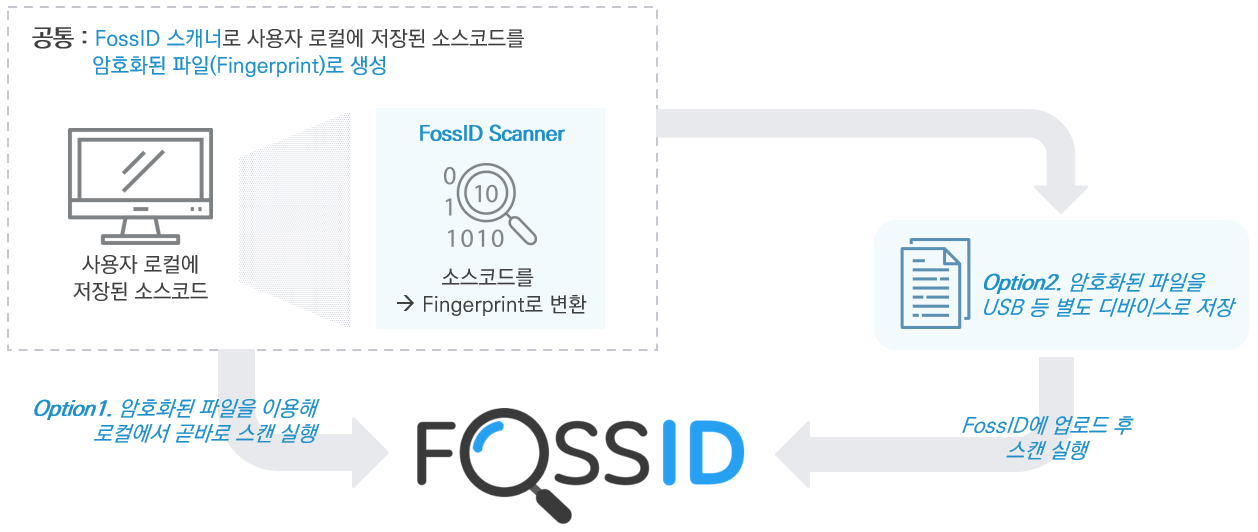 공통 : FossID 스캐너로 사용자 로컬에 저장된 소스코드를
암호화된 파일(Fingerprint)로 생성
사용자 로컬에
저장된 소스코드
FossID Scanner
0
10
1
1010
소스코드를
→ Fingerprint로 변환
Option2. 암호화된 파일을
USB 등 별도 디바이스로 저장
Option1. 암호화된 파일을 이용해
로컬에서 곧바로 스캔 실행
FossID에 업로드 후
스캔 실행
FOSSID